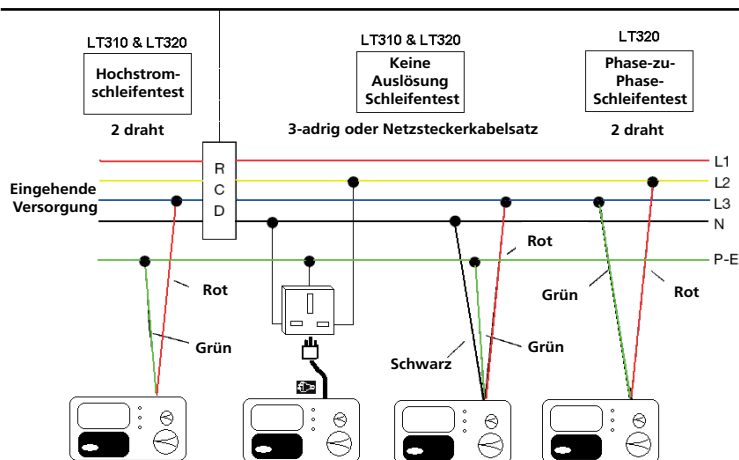 LT310 & LT320
Hochstrom-
schleifentest
2 draht
LT310 & LT320
Keine
Auslösung
Schleifentest
3-adrig oder Netzsteckerkabelsatz
LT320
Phase-zu-
Phase-
Schleifentest
2 draht
Eingehende
Versorgung
R
C
D
L1
L2
L3
N
P-E
Rot
Grün
Schwarz
Rot
Grün
Grün
Rot